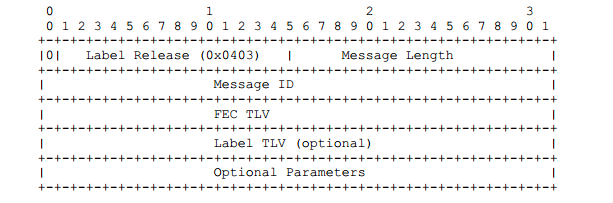 0 1 2 3
0 1 2 3 4 5 6 7 8 9 0 1 2 3 4 5 6 7 8 9 0 1 2 3 4 5 6 7 8 9 0 1
+-+-+-+-+-+-+-+-+-+-+-+-+-+-+-+-+-+-+-+-+-+-+-+-+-+-+-+-+-+-+-+-+
|0| Label Release (0x0403) | Message Length |
+-+-+-+-+-+-+-+-+-+-+-+-+-+-+-+-+-+-+-+-+-+-+-+-+-+-+-+-+-+-+-+-+
| Message ID |
+-+-+-+-+-+-+-+-+-+-+-+-+-+-+-+-+-+-+-+-+-+-+-+-+-+-+-+-+-+-+-+-+
| FEC TLV |
+-+-+-+-+-+-+-+-+-+-+-+-+-+-+-+-+-+-+-+-+-+-+-+-+-+-+-+-+-+-+-+-+
| Label TLV (optional) |
+-+-+-+-+-+-+-+-+-+-+-+-+-+-+-+-+-+-+-+-+-+-+-+-+-+-+-+-+-+-+-+-+
| Optional Parameters |
+-+-+-+-+-+-+-+-+-+-+-+-+-+-+-+-+-+-+-+-+-+-+-+-+-+-+-+-+-+-+-+-+